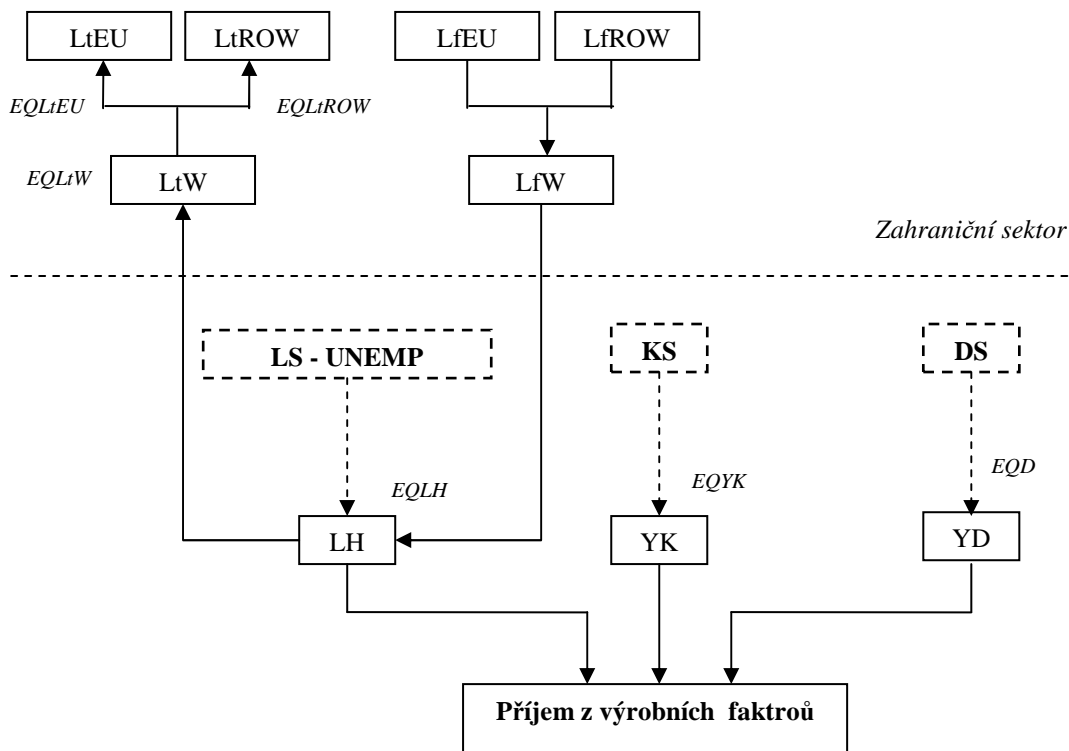 LtEU LtROW LfEU LfROW
EQLtEU EQLtROW
EQLtW LtW LfW
Zahraniční sektor
LS - UNEMP KS DS
EQLH EQYK EQD
LH YK YD
Příjem z výrobních faktroů